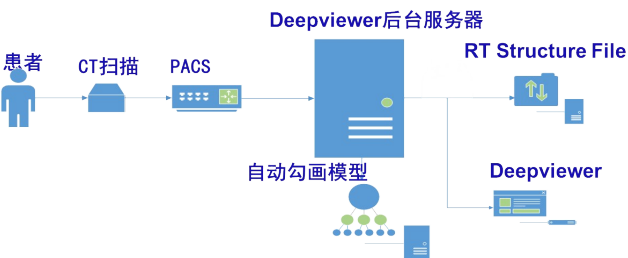 Deepviewer后台服务器
患者
CT扫描
PACS
RT Structure File
自动勾画模型
Deepviewer